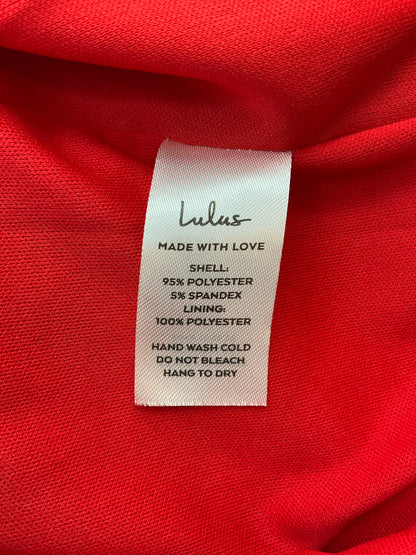 Lulus
MADE WITH LOVE
SHELL:
95% POLYESTER
5% SPANDEX
LINING:
100% POLYESTER
HAND WASH COLD
DO NOT BLEACH
HANG TO DRY